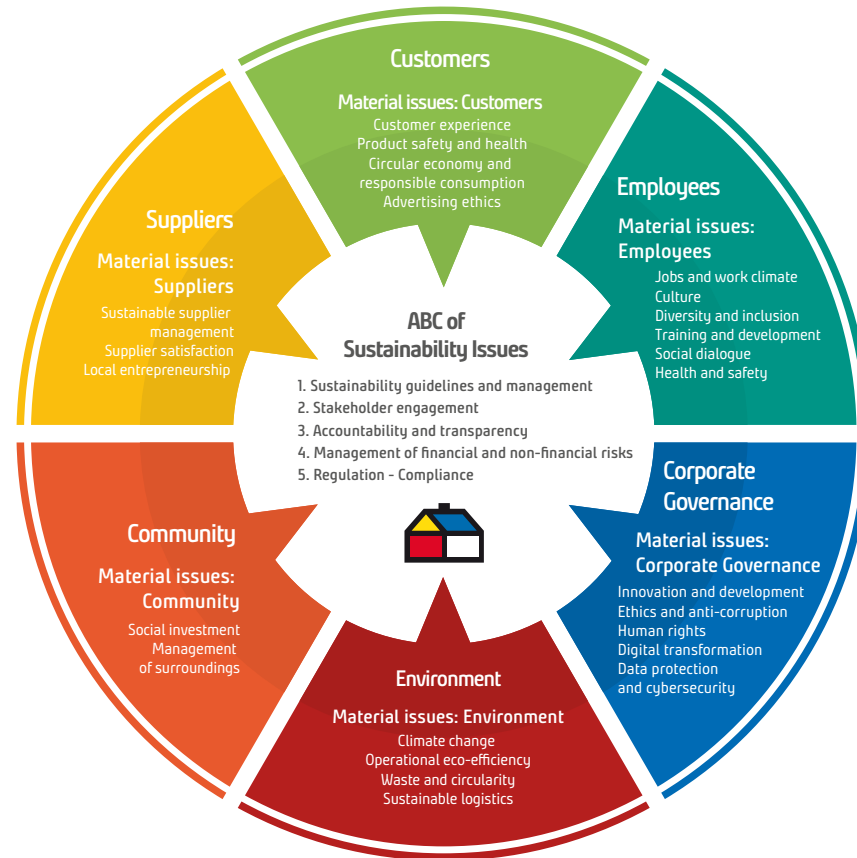 Customers
Material issues: Customers
Customer experience
Product safety and health
Circular economy and
responsible consumption
Advertising ethics
Employees
Material issues:
Employees
Jobs and work climate
Culture
Diversity and inclusion
Training and development
Social dialogue
Health and safety
Corporate
Governance
Material issues:
Corporate Governance
Innovation and development
Ethics and anti-corruption
Human rights
Digital transformation
Data protection
and cybersecurity
Environment
Material issues: Environment
Climate change
Operational eco-efficiency
Waste and circularity
Sustainable logistics
Community
Material issues:
Community
Social investment
Management
of surroundings
Suppliers
Material issues:
Suppliers
Sustainable supplier
management
Supplier satisfaction
Local entrepreneurship
ABC of
Sustainability Issues
1. Sustainability guidelines and management
2. Stakeholder engagement
3. Accountability and transparency
4. Management of financial and non-financial risks
5. Regulation - Compliance